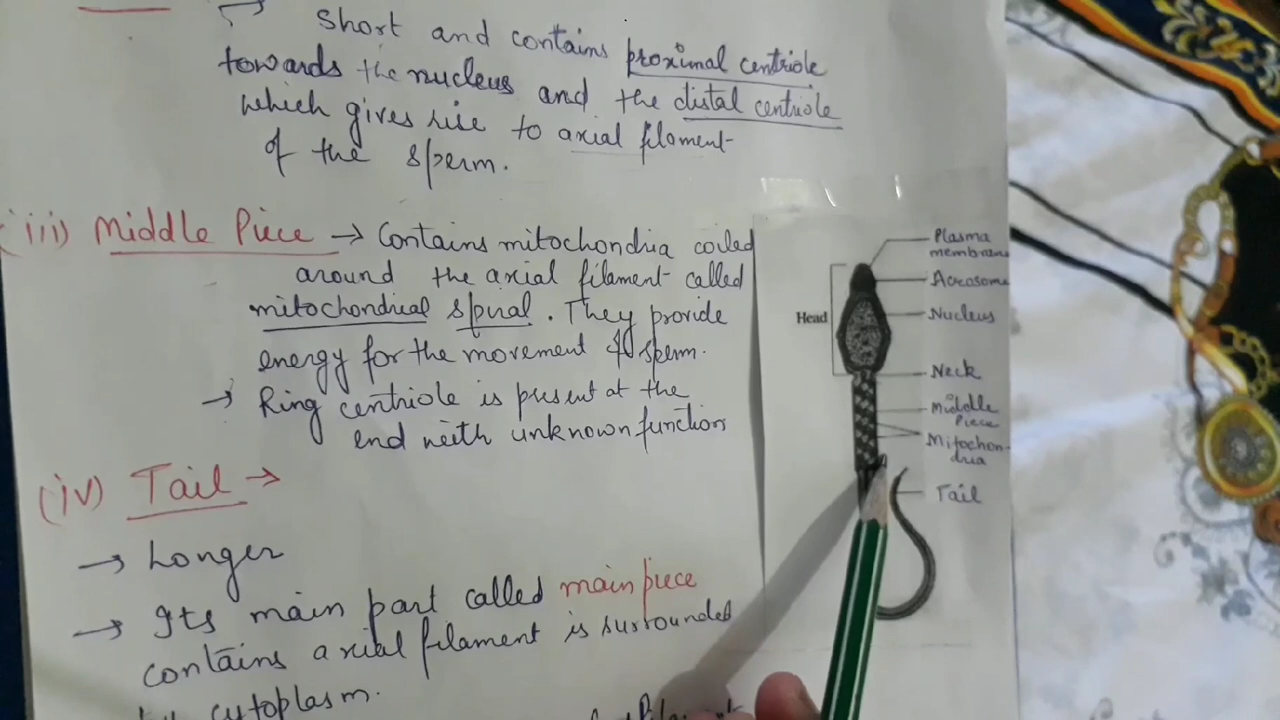 → Short and contains proximal centriole
towards the nucleus and the distal centriole
which gives rise to axial filament
of the sperm.
(iii) Middle Piece → Contains mitochondria coiled
around the axial filament called
mitochondrial spiral. They provide
energy for the movement of sperm.
→ Ring centriole is present at the
end with unknown function
(iv) Tail →
→ Longer
→ Its main part called main piece
contains axial filament is surrounded
cytoplasm.
Plasma
membrane
Acrosome
Head
Nucleus
Neck
Middle
Piece
Mitochon-
dria
Tail